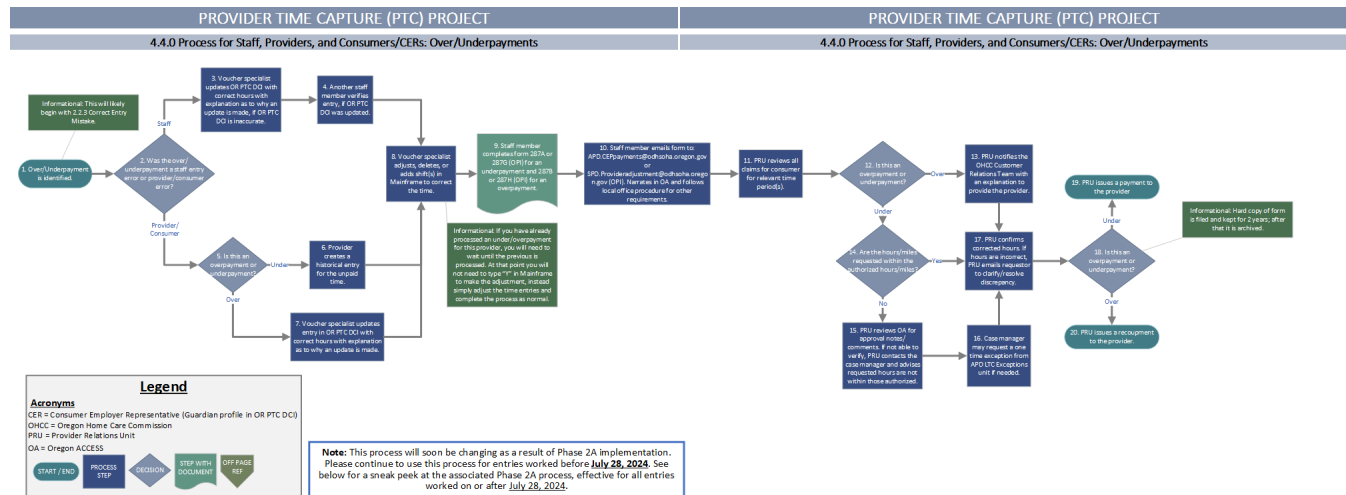 PROVIDER TIME CAPTURE (PTC) PROJECT
4.4.0 Process for Staff, Providers, and Consumers/CERs: Over/Underpayments
PROVIDER TIME CAPTURE (PTC) PROJECT
4.4.0 Process for Staff, Providers, and Consumers/CERs: Over/Underpayments
Informational: This will likely
begin with 2.2.3 Correct Entry
Mistake.
1. Over/Underpayment
is identified.
2. Was the over/
underpayment a staff entry
error or provider/consumer
error?
Staff
Provider/
Consumer
3. Voucher specialist
updates OR PTC DCI with
correct hours with
explanation as to why an
update is made, if OR PTC
DCI is inaccurate.
4. Another staff
member verifies
entry, if OR PTC
DCI was updated.
5. Is this an
overpayment or
underpayment?
Under
Over
6. Provider
creates a
historical entry
for the unpaid
time.
7. Voucher specialist updates
entry in OR PTC DCI with
correct hours with explanation
as to why an update is made.
8. Voucher specialist
adjusts, deletes, or
adds shift(s) in
Mainframe to correct
the time.
9. Staff member
completes form 287A or
287G (OPI) for an
underpayment and 287B
or 287H (OPI) for an
overpayment.
Informational: If you have already
processed an under/overpayment
for this provider, you will need to
wait until the previous is
processed. At that point you will
not need to type "Y" in Mainframe
to make the adjustment, instead
simply adjust the time entries and
complete the process as normal.
10. Staff member emails form to:
APD.CEPpayments@odhsoha.oregon.gov
or
SPD.Provideradjustment@odhsoha.orego
n.gov (OPI). Narrates in OA and follows
local office procedure for other
requirements.
11. PRU reviews all
claims for consumer
for relevant time
period(s).
12. Is this an
overpayment or
underpayment?
Over
Under
13. PRU notifies the
OHCC Customer
Relations Team with
an explanation to
provide the provider.
14. Are the hours/miles
requested within the
authorized hours/miles?
Yes
No
15. PRU reviews OA for
approval notes/
comments. If not able to
verify, PRU contacts the
case manager and advises
requested hours are not
within those authorized.
16. Case manager
may request a one
time exception from
APD LTC Exceptions
unit if needed.
17. PRU confirms
corrected hours. If
hours are incorrect,
PRU emails requestor
to clarify/resolve
discrepancy.
18. Is this an
overpayment or
underpayment?
Under
Over
19. PRU issues a payment to
the provider
20. PRU issues a recoupment
to the provider.
Informational: Hard copy of form
is filed and kept for 2 years; after
that it is archived.
Legend
Acronyms
CER = Consumer Employer Representative (Guardian profile in OR PTC DCI)
OHCC = Oregon Home Care Commission
PRU = Provider Relations Unit
OA = Oregon ACCESS
START / END
PROCESS
STEP
DECISION
STEP WITH
DOCUMENT
OFF PAGE
REF
Note: This process will soon be changing as a result of Phase 2A implementation.
Please continue to use this process for entries worked before July 28, 2024. See
below for a sneak peek at the associated Phase 2A process, effective for all entries
worked on or after July 28, 2024.